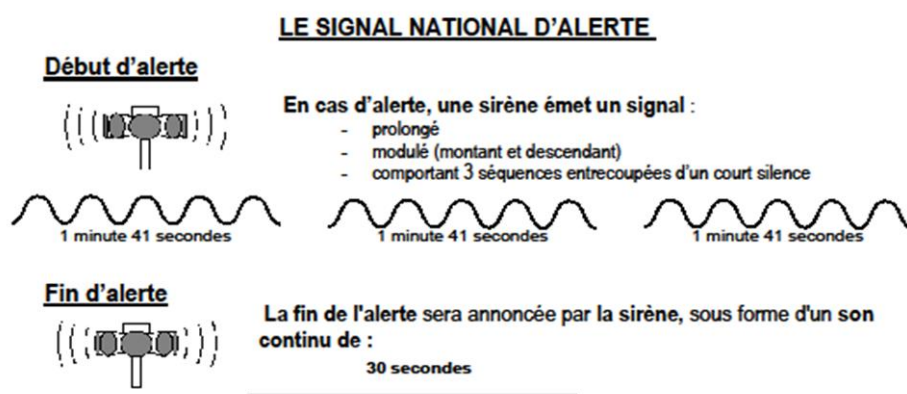 LE SIGNAL NATIONAL D'ALERTE
Début d'alerte
En cas d'alerte, une sirène émet un signal :
- prolongé
- modulé (montant et descendant)
- comportant 3 séquences entrecoupées d'un court silence
1 minute 41 secondes
1 minute 41 secondes
1 minute 41 secondes
Fin d'alerte
La fin de l'alerte sera annoncée par la sirène, sous forme d'un son
continu de :
30 secondes